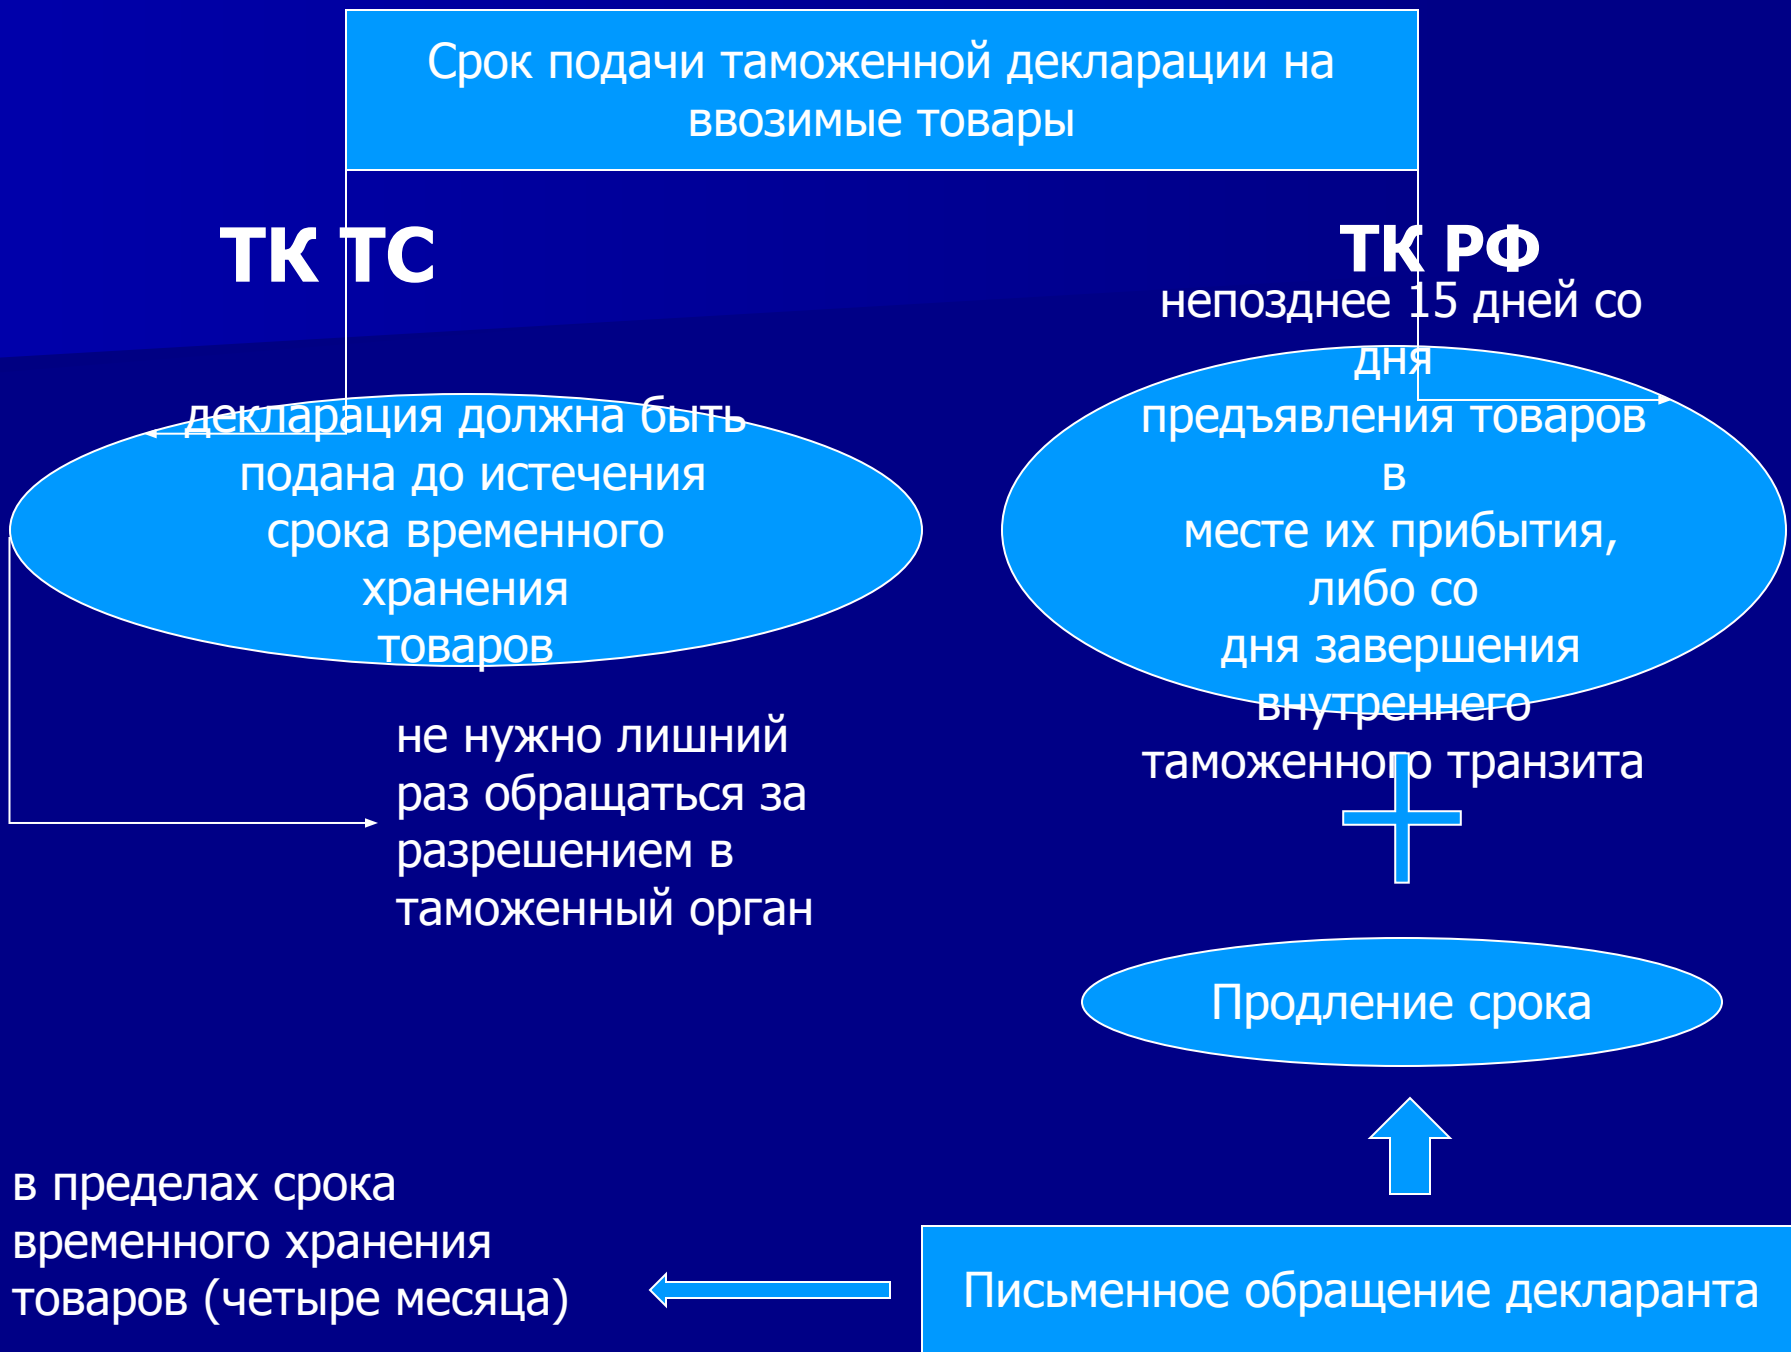 Срок подачи таможенной декларации на
ввозимые товары
ТК ТС
декларация должна быть
подана до истечения
срока временного
хранения
товаров
не нужно лишний
раз обращаться за
разрешением в
таможенный орган
ТК РФ
непозднее 15 дней со
дня
предъявления товаров
в
месте их прибытия,
либо со
дня завершения
внутреннего
таможенного транзита
Продление срока
Письменное обращение декларанта
в пределах срока
временного хранения
товаров (четыре месяца)